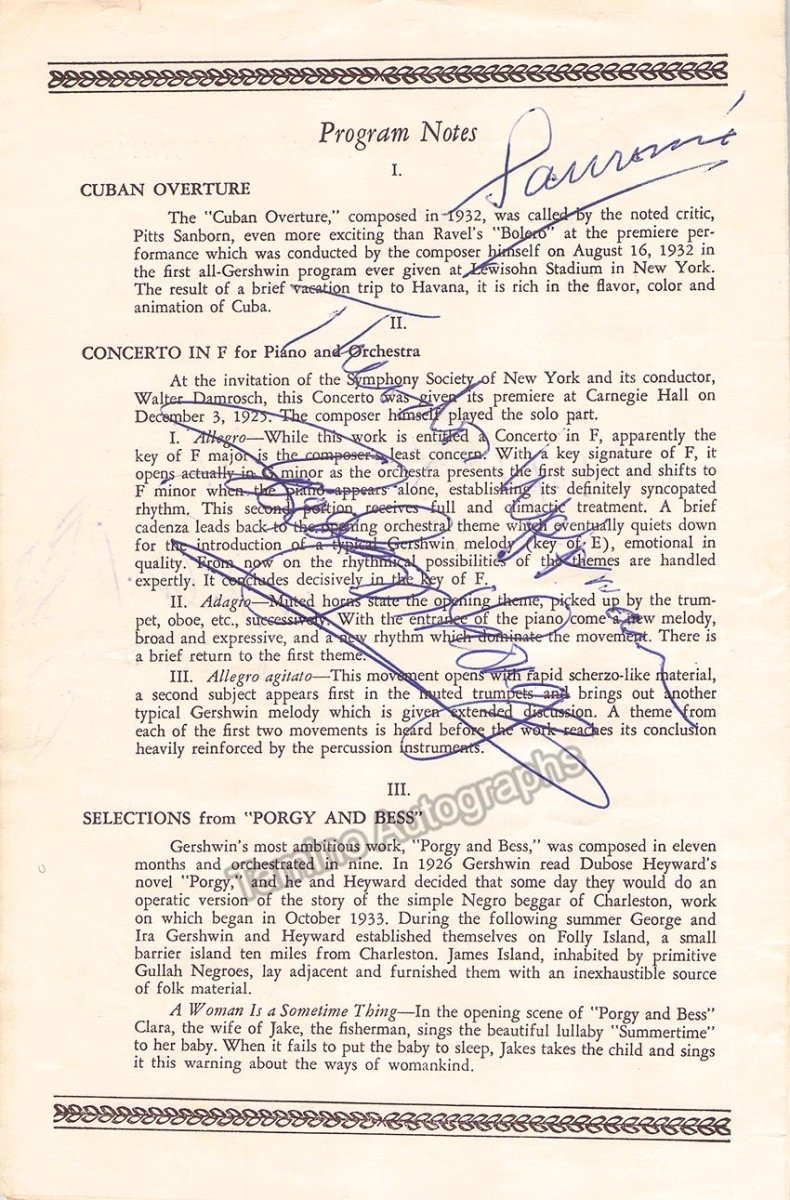 Program Notes
I.
CUBAN OVERTURE
The "Cuban Overture," composed in 1932, was called by the noted critic,
Pitts Sanborn, even more exciting than Ravel's "Bolero" at the premiere per-
formance which was conducted by the composer himself on August 16, 1932 in
the first all-Gershwin program ever given at Lewisohn Stadium in New York.
The result of a brief vacation trip to Havana, it is rich in the flavor, color and
animation of Cuba.
II.
CONCERTO IN F for Piano and Orchestra
At the invitation of the Symphony Society of New York and its conductor,
Walter Damrosch, this Concerto was given its premiere at Carnegie Hall on
December 3, 1925. The composer himself played the solo part.
I. Allegro—While this work is entitled a Concerto in F, apparently the
key of F major is the composer's least concern. With a key signature of F, it
opens actually in C minor as the orchestra presents the first subject and shifts to
F minor when the piano appears alone, establishing its definitely syncopated
rhythm. This second portion receives full and climactic treatment. A brief
cadenza leads back to the opening orchestral theme which eventually quiets down
for the introduction of a typical Gershwin melody (key of E), emotional in
quality. From now on the rhythmical possibilities of the themes are handled
expertly. It concludes decisively in the key of F.
II. Adagio—Muted horns state the opening theme, picked up by the trum-
pet, oboe, etc., successively. With the entrance of the piano come a new melody,
broad and expressive, and a new rhythm which dominate the movement. There is
a brief return to the first theme.
III. Allegro agitato—This movement opens with rapid scherzo-like material,
a second subject appears first in the muted trumpets and brings out another
typical Gershwin melody which is given extended discussion. A theme from
each of the first two movements is heard before the work reaches its conclusion
heavily reinforced by the percussion instruments.
III.
SELECTIONS from "PORGY AND BESS"
Tamino Autographs
Gershwin's most ambitious work, "Porgy and Bess," was composed in eleven
months and orchestrated in nine. In 1926 Gershwin read Dubose Heyward's
novel "Porgy," and he and Heyward decided that some day they would do an
operatic version of the story of the simple Negro beggar of Charleston, work
on which began in October 1933. During the following summer George and
Ira Gershwin and Heyward established themselves on Folly Island, a small
barrier island ten miles from Charleston. James Island, inhabited by primitive
Gullah Negroes, lay adjacent and furnished them with an inexhaustible source
of folk material.
A Woman Is a Sometime Thing—In the opening scene of "Porgy and Bess"
Clara, the wife of Jake, the fisherman, sings the beautiful lullaby "Summertime"
to her baby. When it fails to put the baby to sleep, Jakes takes the child and sings
it this warning about the ways of womankind.